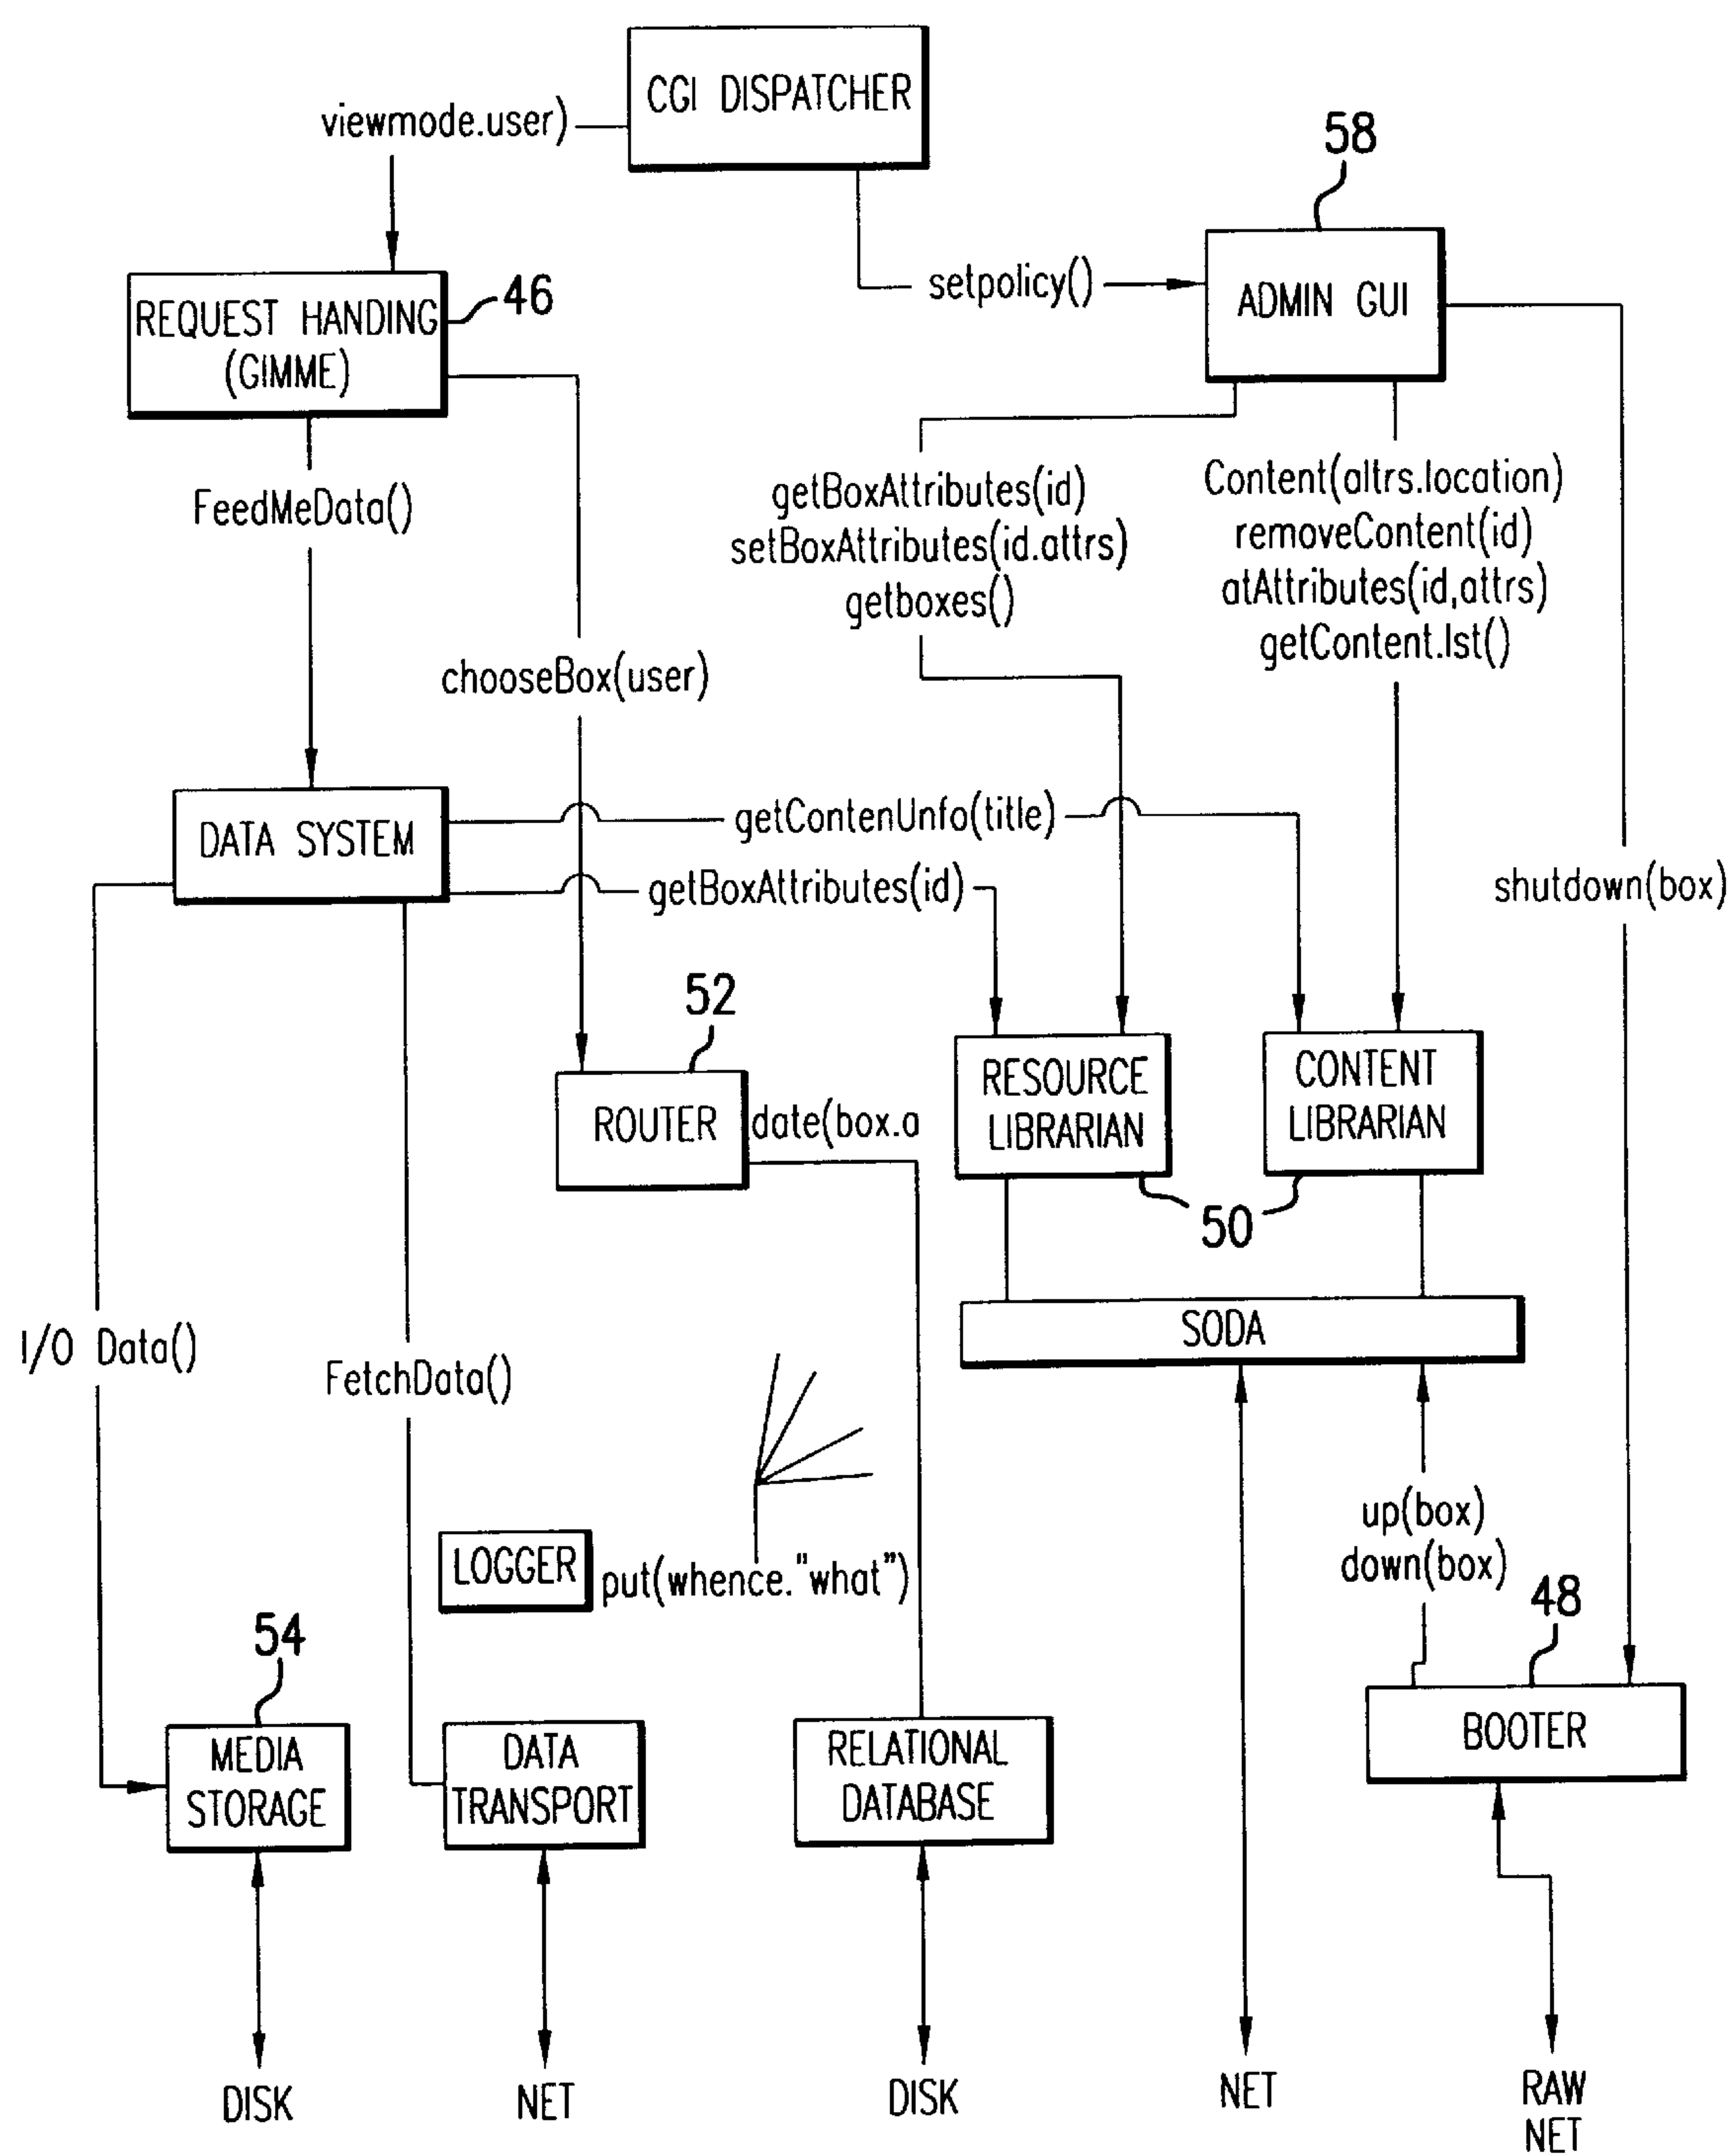 CGI DISPATCHER
viewmode.user)
58
setpolicy()
ADMIN GUI
REQUEST HANDING
(GIMME)
46
FeedMeData()
getBoxAttributes(id)
setBoxAttributes(id.attrs)
getboxes()
Content(altrs.location)
removeContent(id)
atAttributes(id,attrs)
getContent.lst()
chooseBox(user)
DATA SYSTEM
getContenUnfo(title)
getBoxAttributes(id)
shutdown(box)
52
ROUTER
date(box.a
RESOURCE
LIBRARIAN
CONTENT
LIBRARIAN
50
SODA
I/O Data()
FetchData()
LOGGER
put(whence."what")
up(box)
down(box)
48
BOOTER
54
MEDIA
STORAGE
DATA
TRANSPORT
RELATIONAL
DATABASE
DISK
NET
DISK
NET
RAW
NET